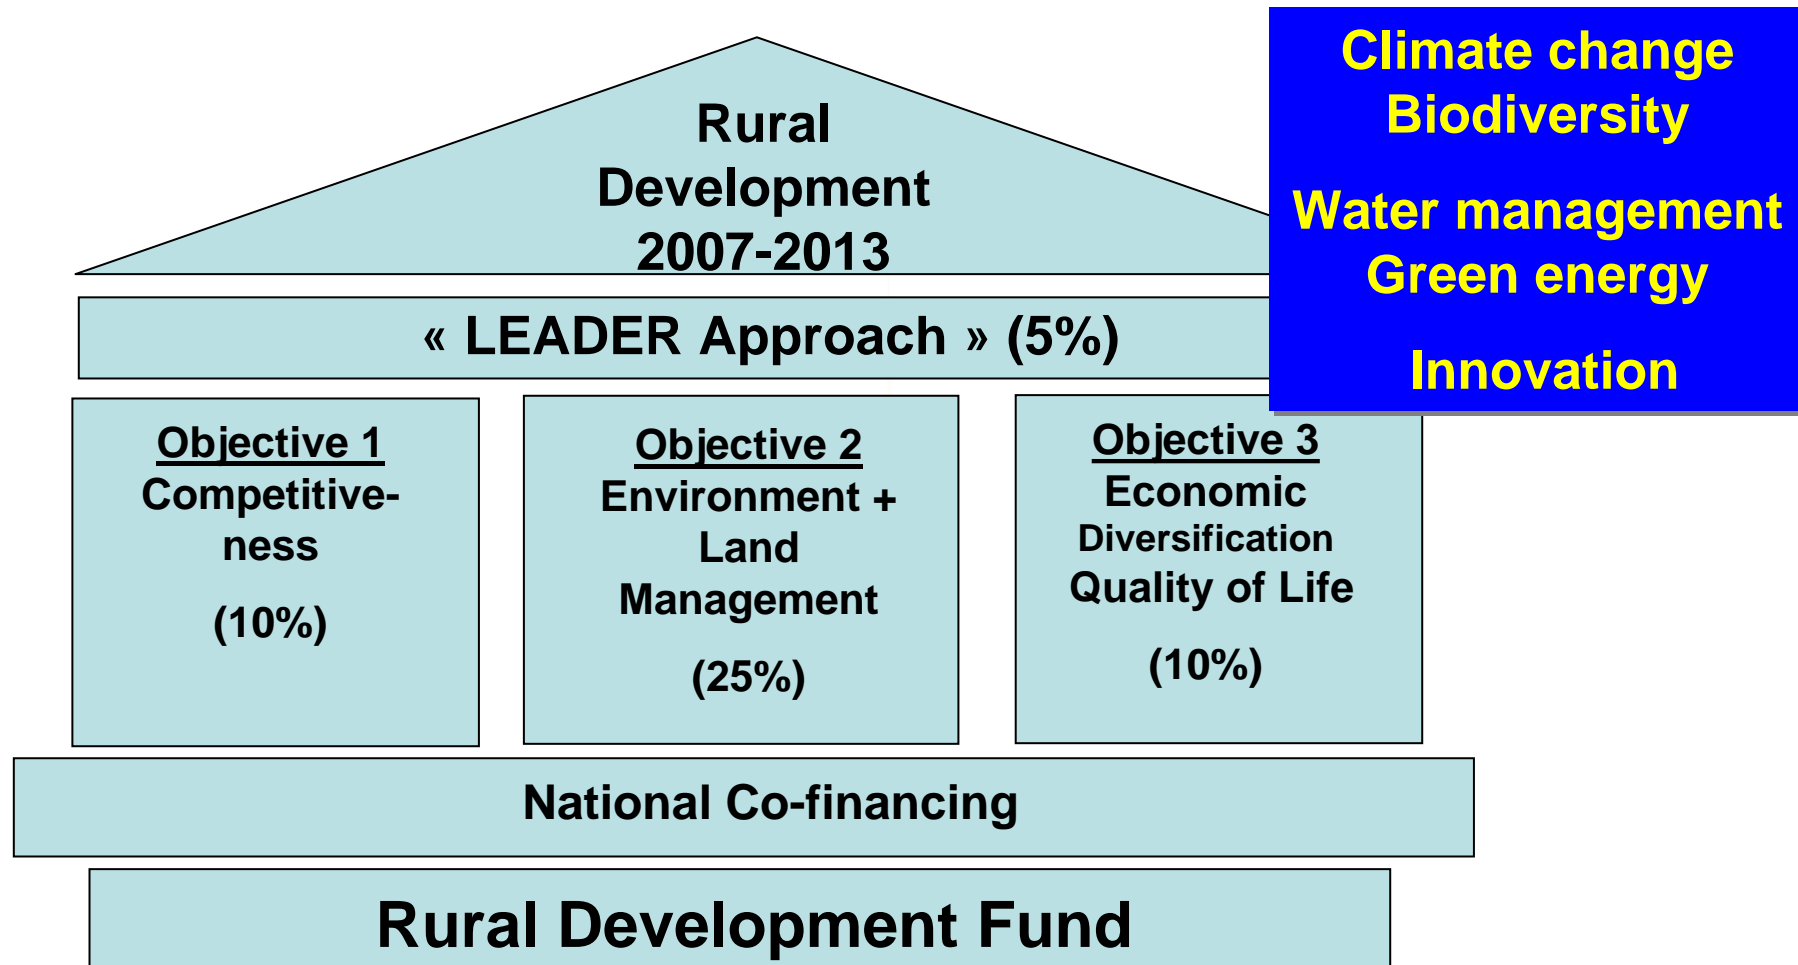 Rural
Development
2007-2013
Climate change
Biodiversity
Water management
Green energy
Innovation
« LEADER Approach » (5%)
Objective 1
Competitive-
ness
(10%)
Objective 2
Environment +
Land
Management
(25%)
Objective 3
Economic
Diversification
Quality of Life
(10%)
National Co-financing
Rural Development Fund